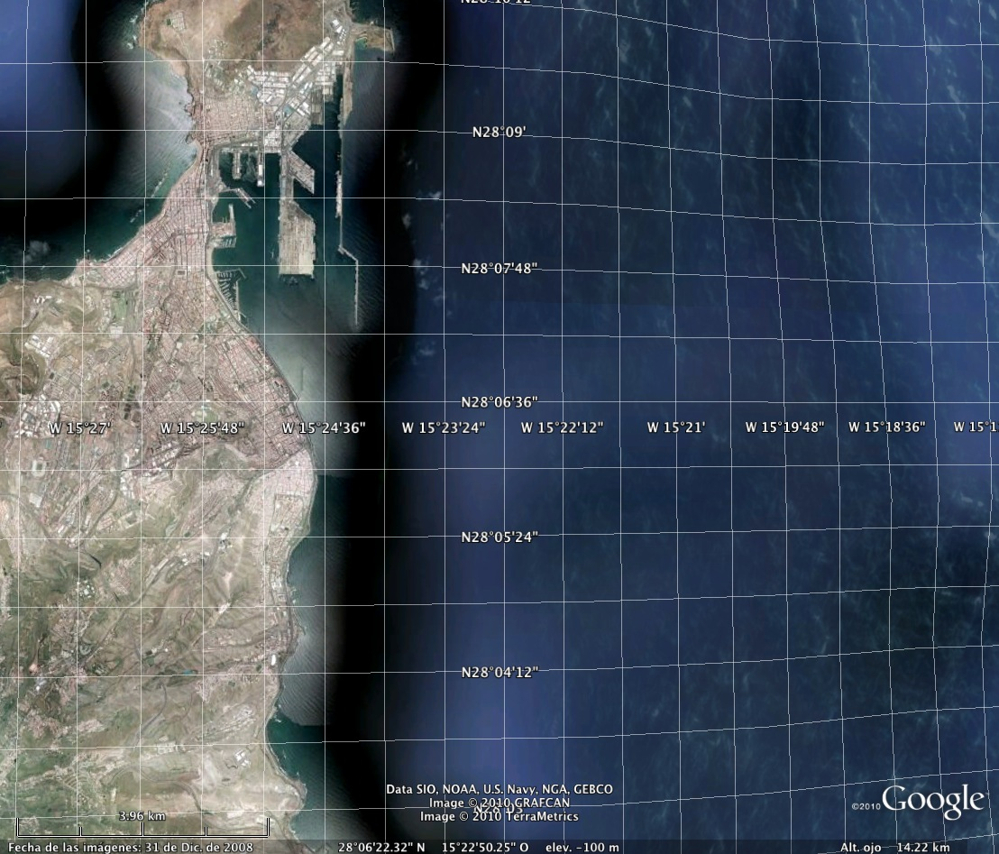 N28°10'12"
N28°09'
N28°07'48"
N28°06'36"
W 15°27' W 15°25'48" W 15°24'36" W 15°23'24" W 15°22'12" W 15°21' W 15°19'48" W 15°18'36"
N28°05'24"
N28°04'12"
Data SIO, NOAA, U.S. Navy, NGA, GEBCO
Image © 2010 GRAFCAN
N28°03'
Image © 2010 TerraMetrics
©2010 Google
3.96 km
Fecha de las imágenes: 31 de Dic. de 2008 28°06'22.32" N 15°22'50.25" O elev. -100 m Alt. ojo 14.22 km